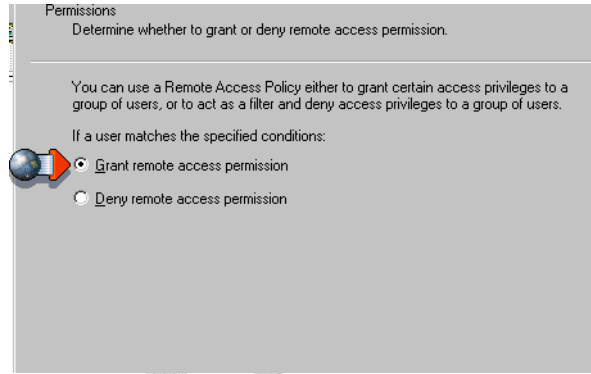 Permissions
Determine whether to grant or deny remote access permission.
You can use a Remote Access Policy either to grant certain access privileges to a
group of users, or to act as a filter and deny access privileges to a group of users.
If a user matches the specified conditions:
Grant remote access permission
Deny remote access permission